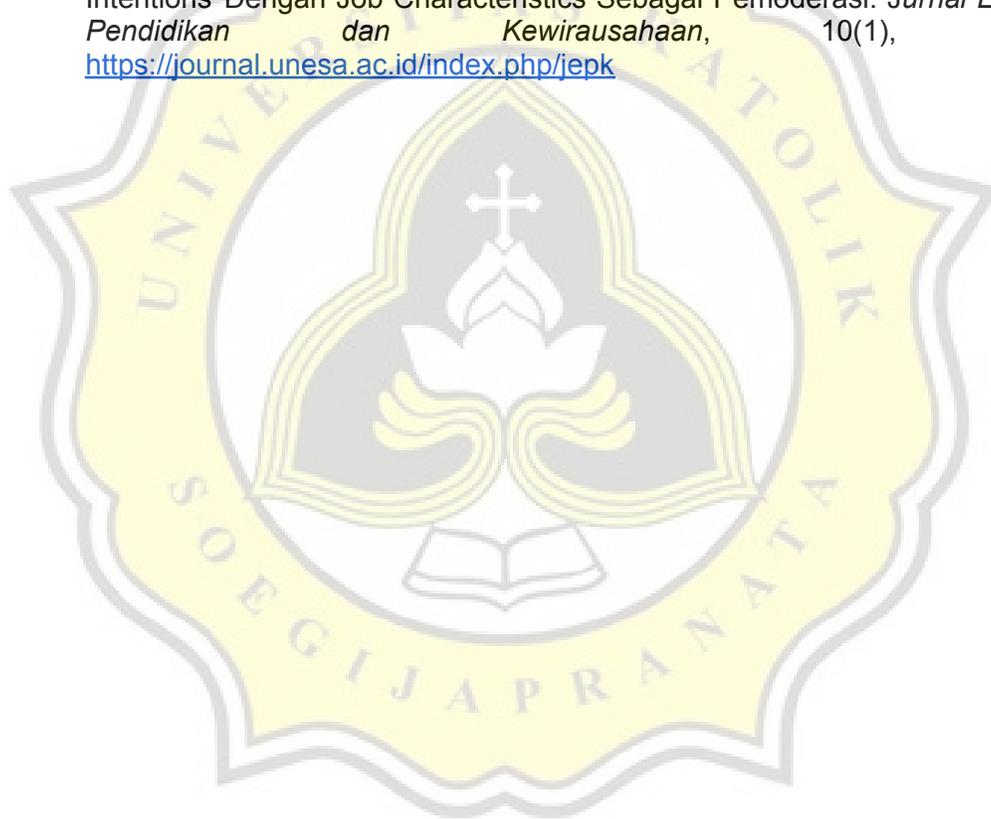 Intentions Dengan Job Characteristics Sebagai Pemoderasi. Jurnal
Pendidikan dan Kewirausahaan, 10(1),
https://journal.unesa.ac.id/index.php/jepk
UNIVERSITAS KATOLIK
SOEGIJAPRANATA